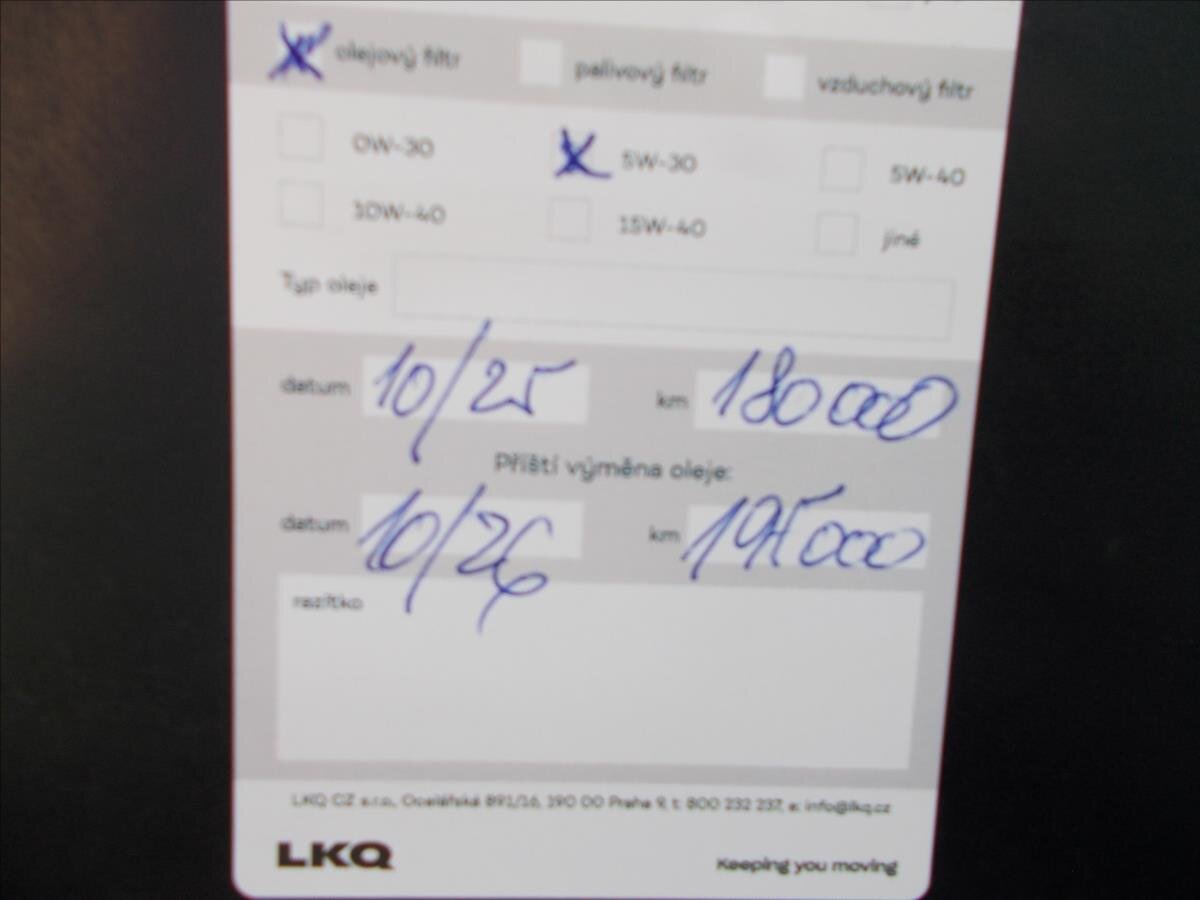 olejový filtr palivový filtr vzduchový filtr
0W-30 5W-30 5W-40
10W-40 15W-40 jiné
Typ oleje
datum 10/25 km 180000
Příští výměna oleje:
datum 10/26 km 195000
razítko
LKQ CZ s.r.o., Ocelářská 891/16, 190 00 Praha 9, t: 800 232 237, e: info@lkq.cz
LKQ Keeping you moving